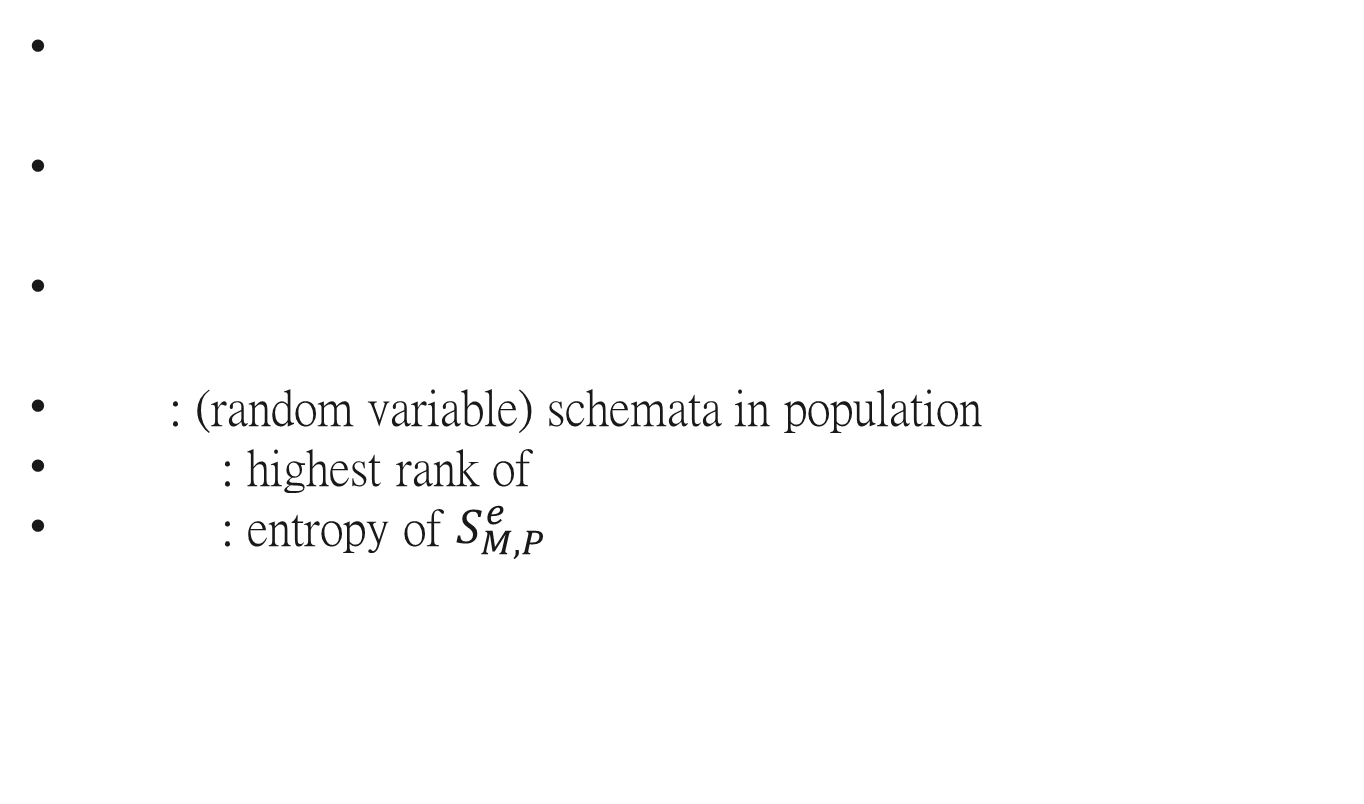 •
•
•
• : (random variable) schemata in population
• : highest rank of
• : entropy of $S^{e}_{M,P}$